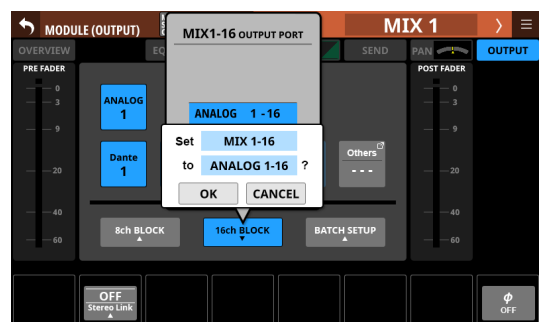 MODULE (OUTPUT)
MIX 1
OVERVIEW
EQ
SEND
PAN
OUTPUT
MIX1-16 OUTPUT PORT
PRE FADER
POST FADER
0
3
9
20
40
60
0
3
9
20
40
60
ANALOG
1
ANALOG 1-16
Set MIX 1-16
to ANALOG 1-16 ?
OK
CANCEL
Dante
1
Others
---
8ch BLOCK
16ch BLOCK
BATCH SETUP
OFF
Stereo Link
φ
OFF